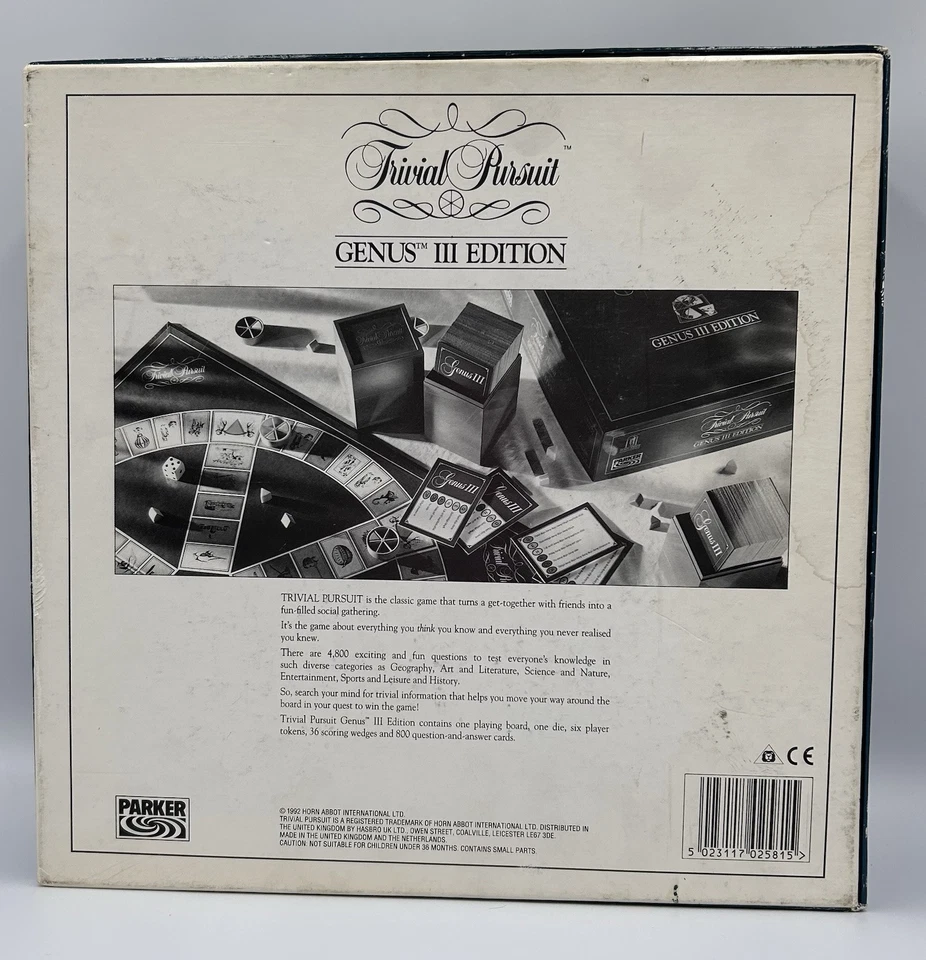 Trivial Pursuit™
GENUS™ III EDITION
Trivial Pursuit
Genus III
GENUS III EDITION
Trivial Pursuit
GENUS III EDITION
Genus III
Genus III
Genus III
TRIVIAL PURSUIT is the classic game that turns a get-together with friends into a
fun-filled social gathering.
It's the game about everything you think you know and everything you never realised
you knew.
There are 4,800 exciting and fun questions to test everyone's knowledge in
such diverse categories as Geography, Art and Literature, Science and Nature,
Entertainment, Sports and Leisure and History.
So, search your mind for trivial information that helps you move your way around the
board in your quest to win the game!
Trivial Pursuit Genus™ III Edition contains one playing board, one die, six player
tokens, 36 scoring wedges and 800 question-and-answer cards.
CE
PARKER
© 1992 HORN ABBOT INTERNATIONAL LTD.
TRIVIAL PURSUIT IS A REGISTERED TRADEMARK OF HORN ABBOT INTERNATIONAL LTD. DISTRIBUTED IN
THE UNITED KINGDOM BY HASBRO UK LTD., OWEN STREET, COALVILLE, LEICESTER LE67 3DE.
MADE IN THE UNITED KINGDOM AND THE NETHERLANDS.
CAUTION: NOT SUITABLE FOR CHILDREN UNDER 36 MONTHS. CONTAINS SMALL PARTS.
5 023117 025815 >